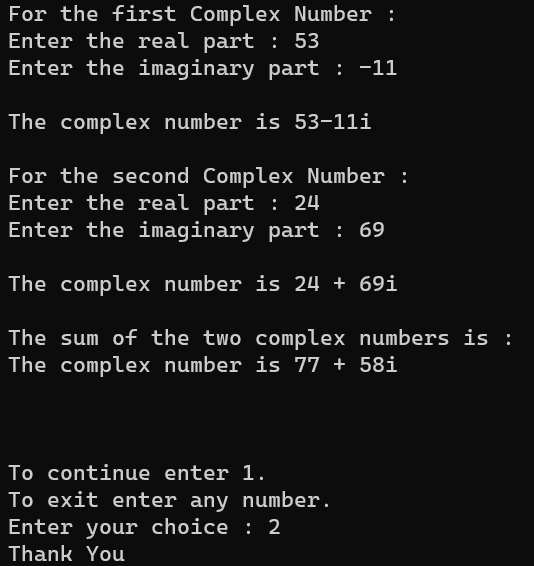 For the first Complex Number :
Enter the real part : 53
Enter the imaginary part : -11
The complex number is 53-11i
For the second Complex Number :
Enter the real part : 24
Enter the imaginary part : 69
The complex number is 24 + 69i
The sum of the two complex numbers is :
The complex number is 77 + 58i
To continue enter 1.
To exit enter any number.
Enter your choice : 2
Thank You